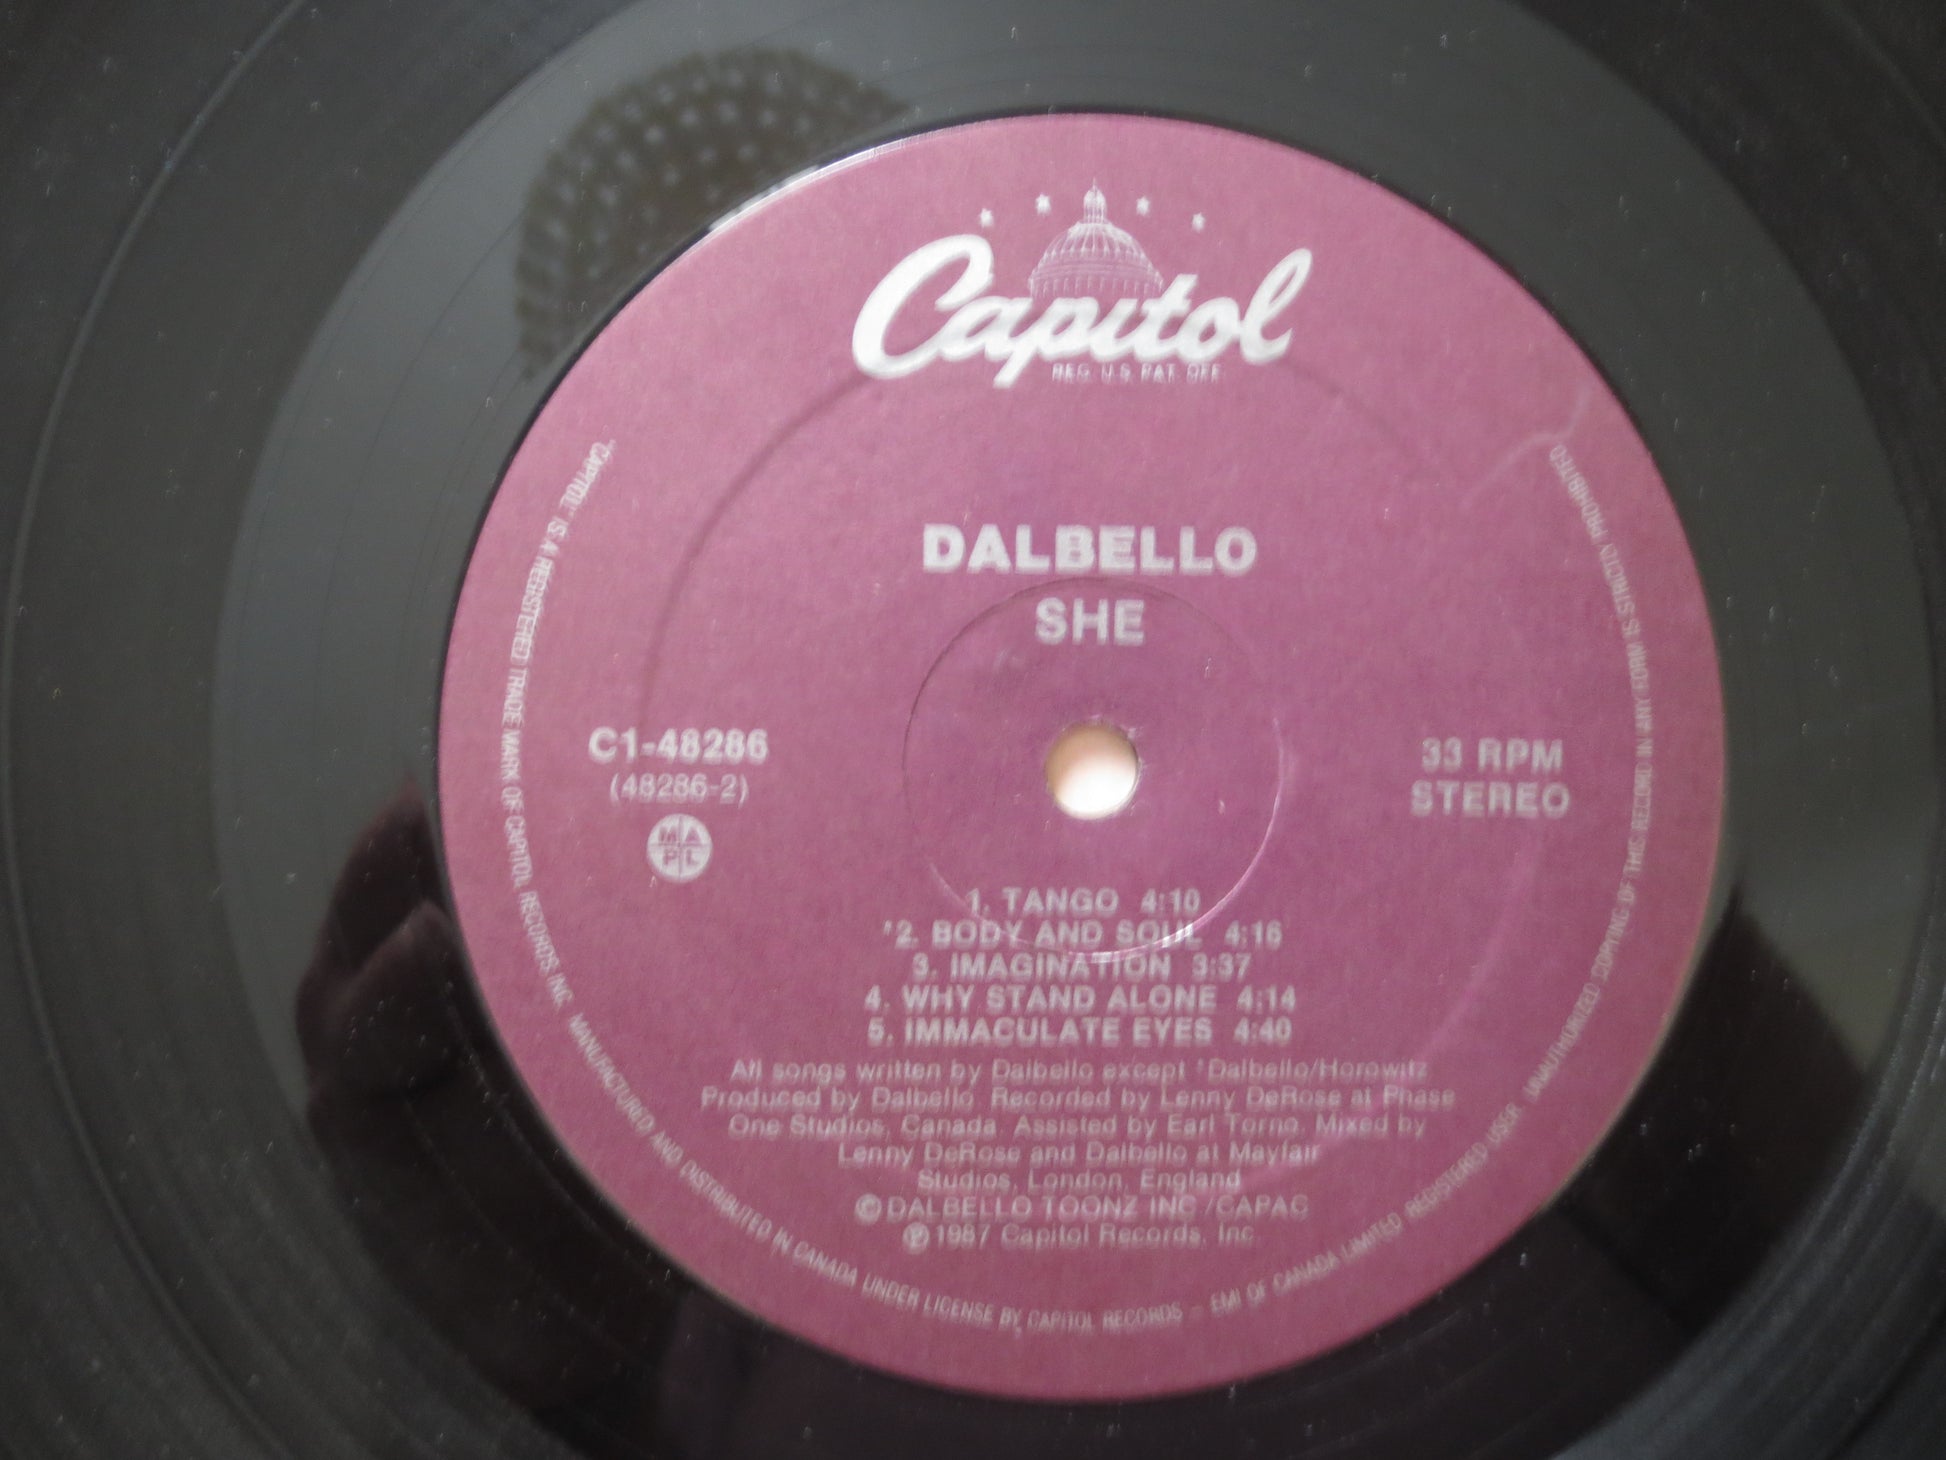 Capitol
REG. U.S. PAT. OFF.
DALBELLO
SHE
C1-48286
(48286-2)
MAPL
33 RPM
STEREO
1. TANGO 4:10
*2. BODY AND SOUL 4:16
3. IMAGINATION 3:37
4. WHY STAND ALONE 4:14
5. IMMACULATE EYES 4:40
All songs written by Dalbello except *Dalbello/Horowitz
Produced by Dalbello. Recorded by Lenny DeRose at Phase
One Studios, Canada. Assisted by Earl Torno. Mixed by
Lenny DeRose and Dalbello at Mayfair
Studios, London, England
© DALBELLO TOONZ INC./CAPAC
℗ 1987 Capitol Records, Inc.
"CAPITOL" IS A REGISTERED TRADE MARK OF CAPITOL RECORDS INC. MANUFACTURED AND DISTRIBUTED IN CANADA UNDER LICENSE BY CAPITOL RECORDS - EMI OF CANADA LIMITED REGISTERED USER. UNAUTHORIZED COPYING OF THIS RECORD IN ANY FORM IS STRICTLY PROHIBITED